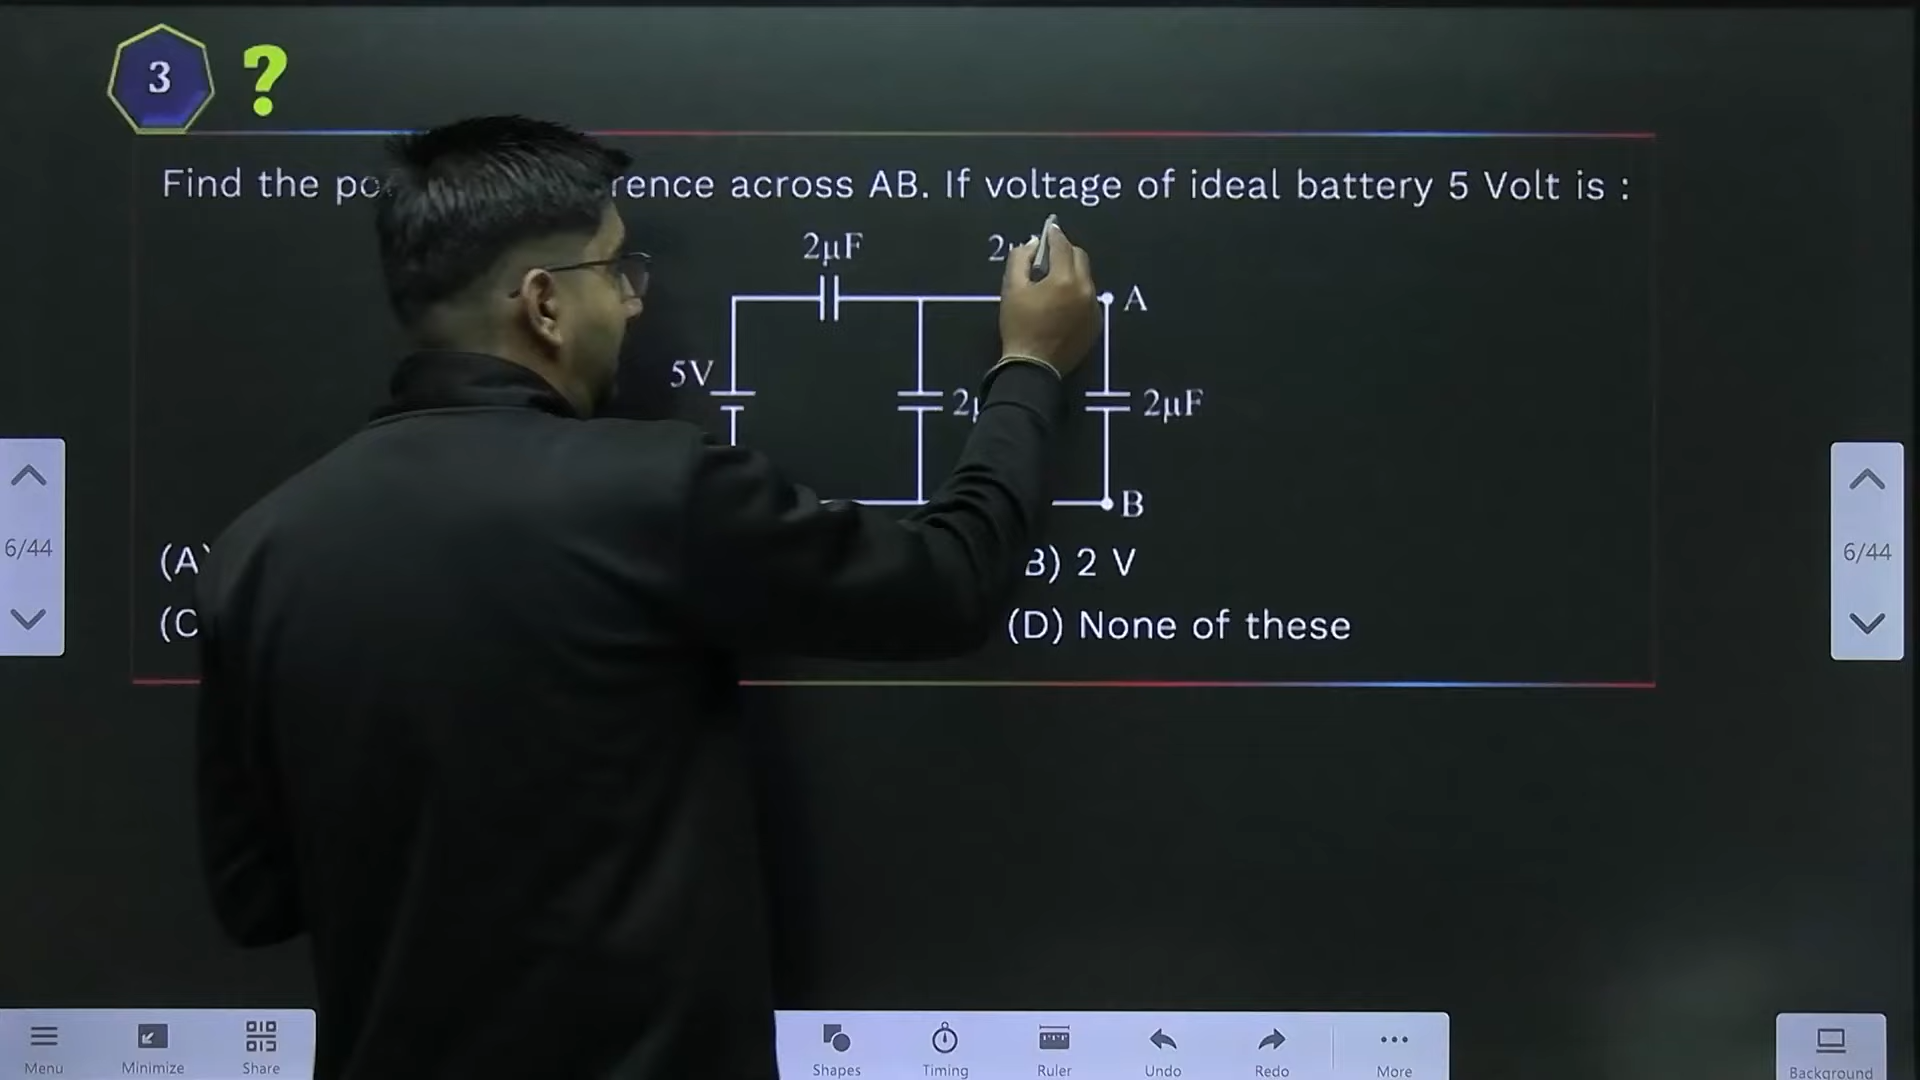 3 ?
Find the rence across AB. If voltage of ideal battery 5 Volt is :
2μF
A
5V
2μF
B
(A
B) 2 V
(C
(D) None of these
6/44
6/44
Menu
Minimize
Share
Shapes
Timing
Ruler
Undo
Redo
More
Background